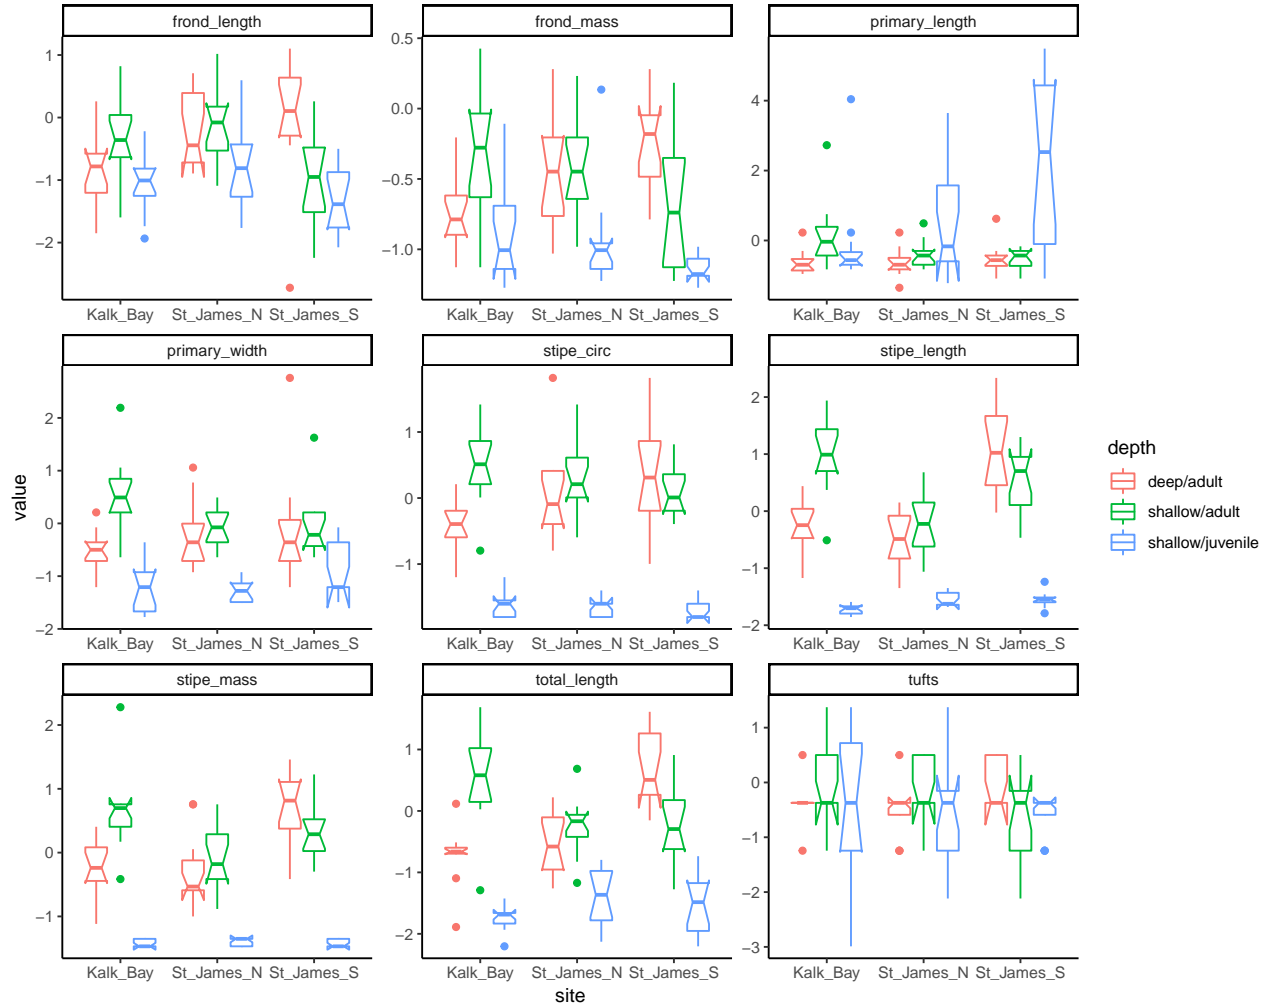 frond_length
frond_mass
primary_length
1
0
−1
−2
0.5
0.0
−0.5
−1.0
4
2
0
Kalk_Bay St_James_N St_James_S
Kalk_Bay St_James_N St_James_S
Kalk_Bay St_James_N St_James_S
primary_width
stipe_circ
stipe_length
2
1
0
−1
−2
1
0
−1
2
1
0
−1
−2
Kalk_Bay St_James_N St_James_S
Kalk_Bay St_James_N St_James_S
Kalk_Bay St_James_N St_James_S
stipe_mass
total_length
tufts
2
1
0
−1
1
0
−1
−2
1
0
−1
−2
−3
Kalk_Bay St_James_N St_James_S
Kalk_Bay St_James_N St_James_S
Kalk_Bay St_James_N St_James_S
value
site
depth
deep/adult
shallow/adult
shallow/juvenile